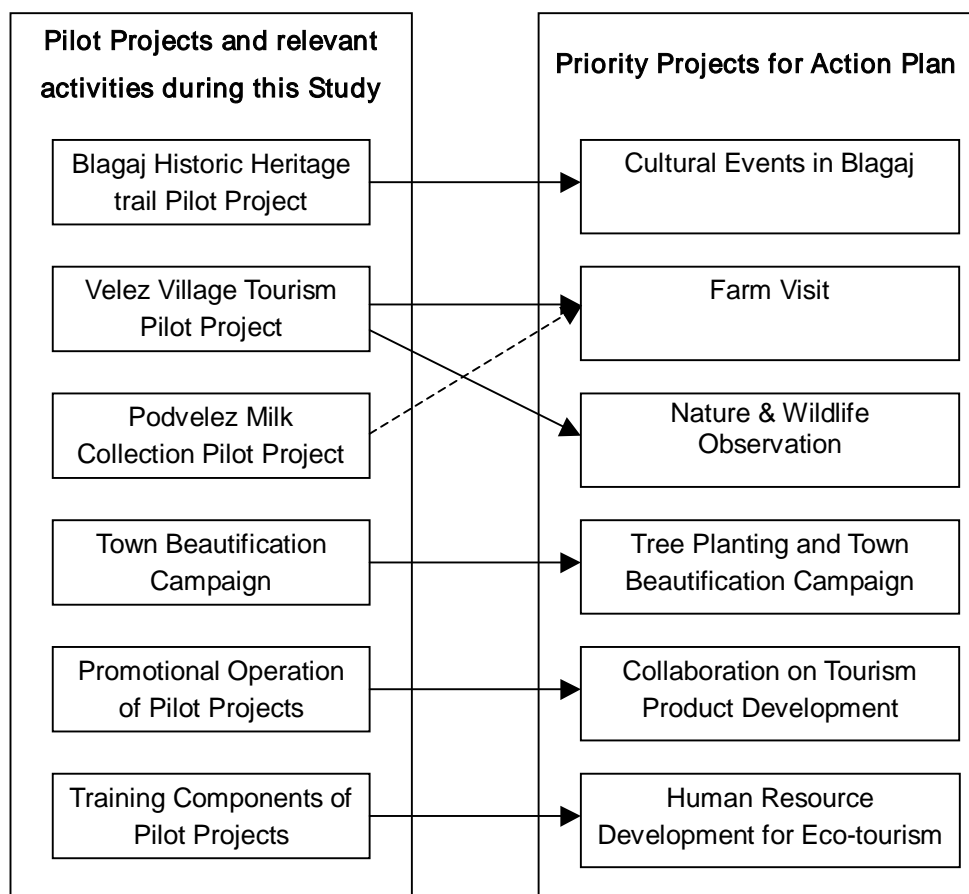 Pilot Projects and relevant
activities during this Study
Blagaj Historic Heritage
trail Pilot Project
Velez Village Tourism
Pilot Project
Podvelez Milk
Collection Pilot Project
Town Beautification
Campaign
Promotional Operation
of Pilot Projects
Training Components of
Pilot Projects
Priority Projects for Action Plan
Cultural Events in Blagaj
Farm Visit
Nature & Wildlife
Observation
Tree Planting and Town
Beautification Campaign
Collaboration on Tourism
Product Development
Human Resource
Development for Eco-tourism